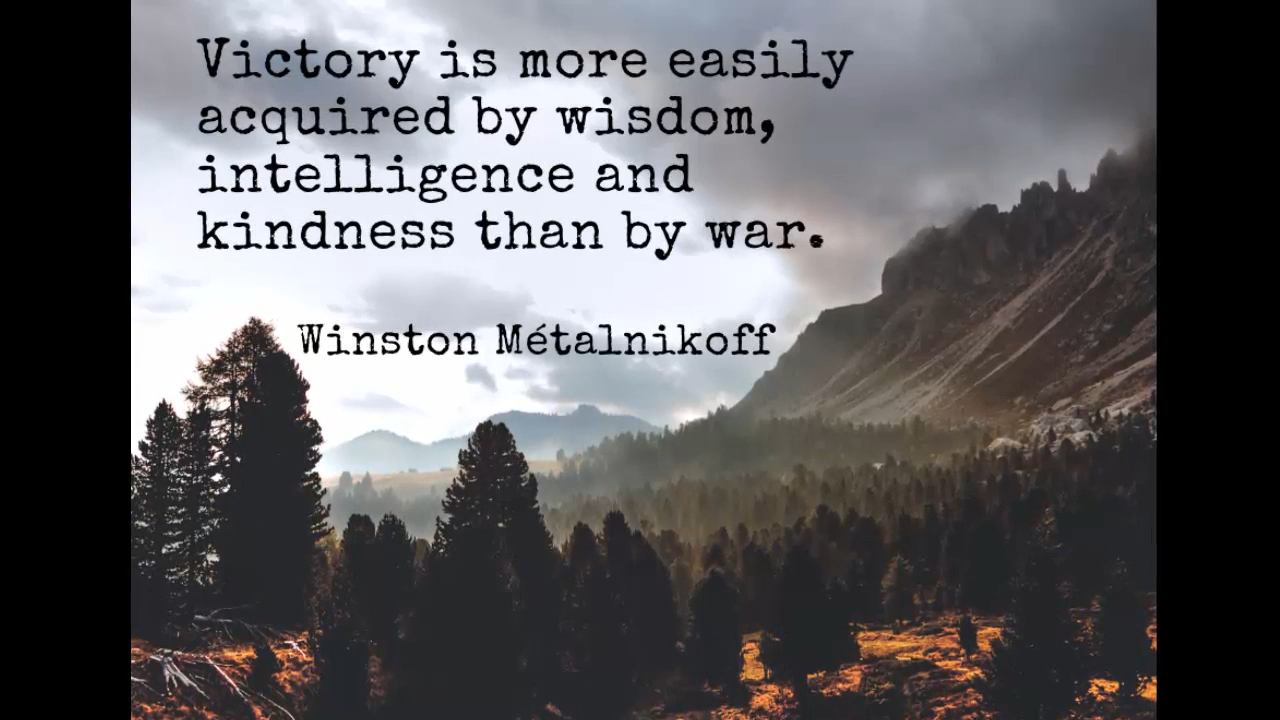 Victory is more easily
acquired by wisdom,
intelligence and
kindness than by war.
Winston Métalnikoff